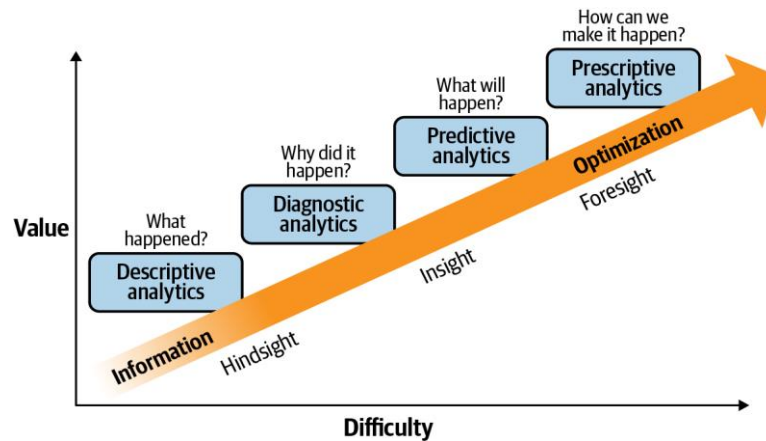 How can we
make it happen?
Prescriptive
analytics
What will
happen?
Predictive
analytics
Optimization
Why did it
happen?
Foresight
Diagnostic
analytics
Value
What
happened?
Insight
Descriptive
analytics
Information
Hindsight
Difficulty